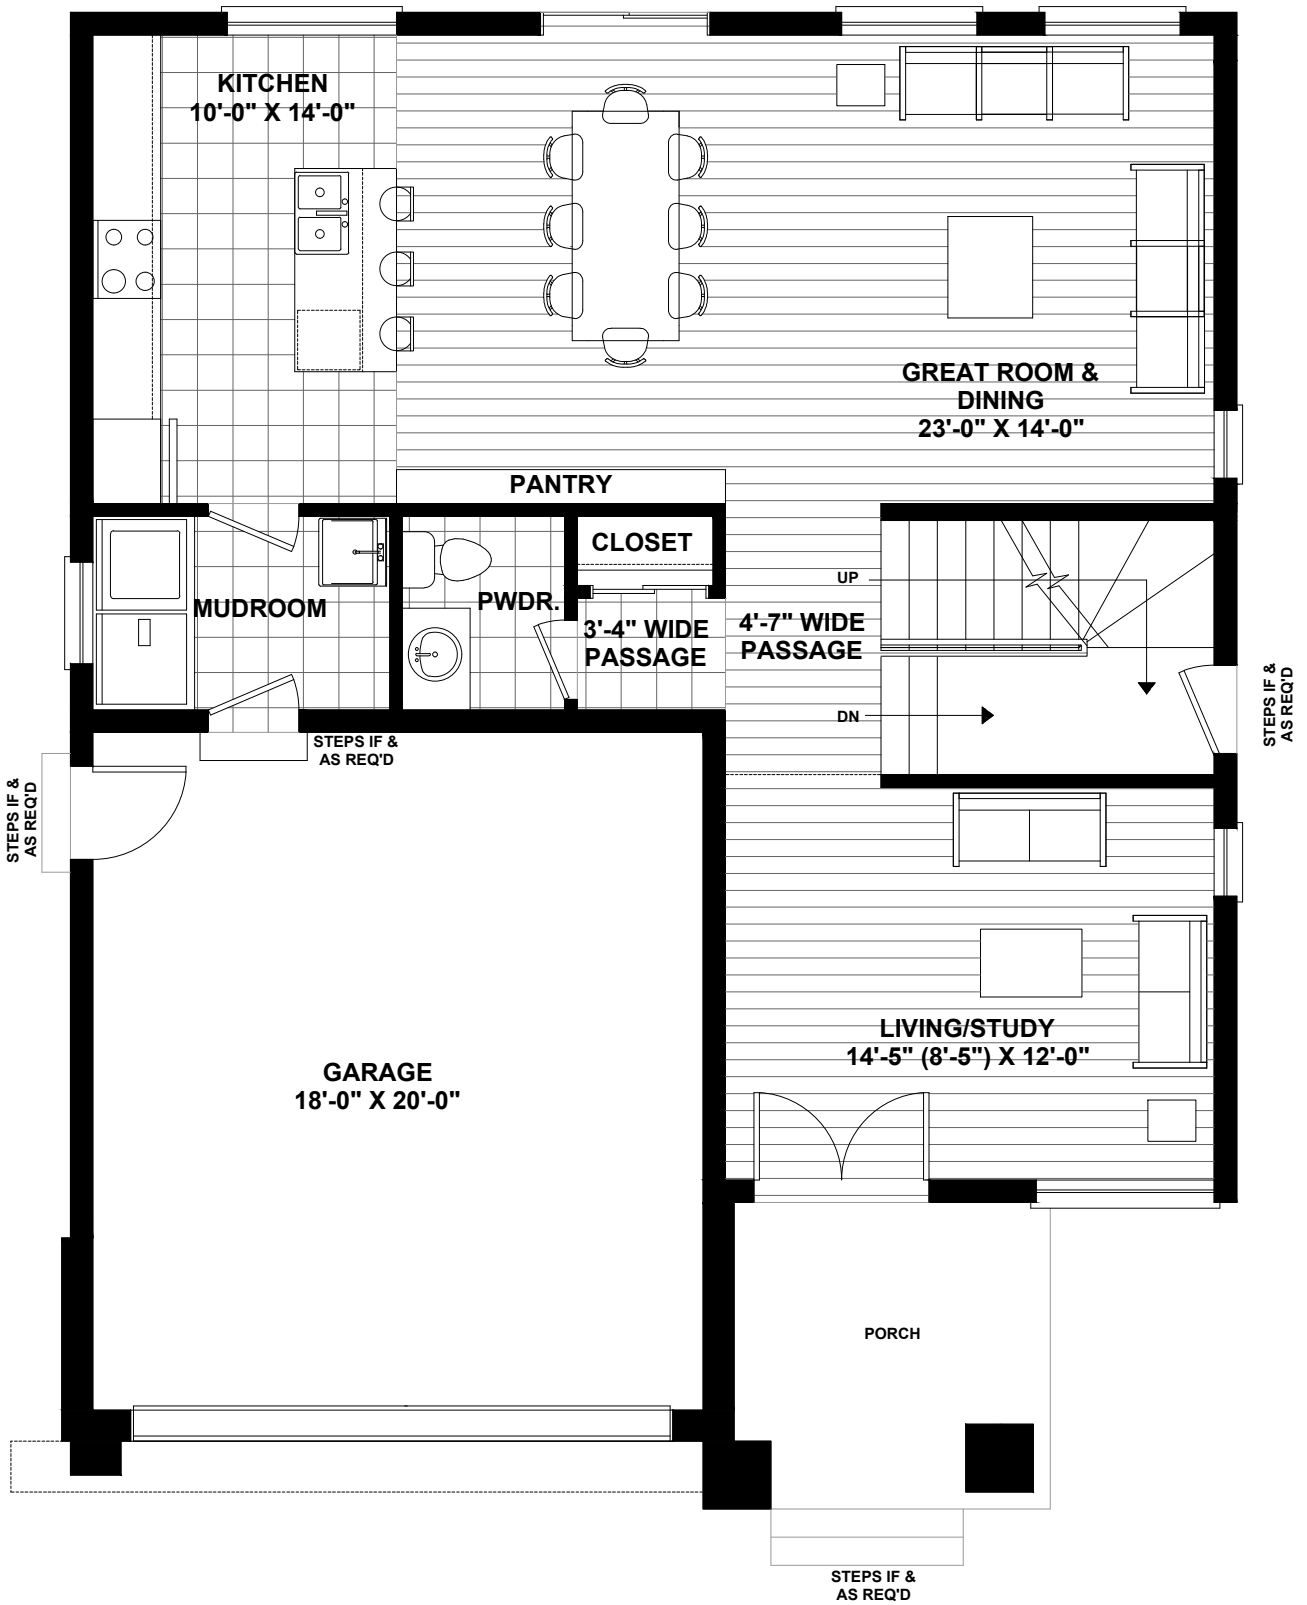 KITCHEN
10'-0" X 14'-0"
GREAT ROOM &
DINING
23'-0" X 14'-0"
PANTRY
CLOSET
UP
MUDROOM
PWDR.
3'-4" WIDE
PASSAGE
4'-7" WIDE
PASSAGE
DN
STEPS IF &
AS REQ'D
STEPS IF &
AS REQ'D
STEPS IF &
AS REQ'D
LIVING/STUDY
14'-5" (8'-5") X 12'-0"
GARAGE
18'-0" X 20'-0"
PORCH
STEPS IF &
AS REQ'D